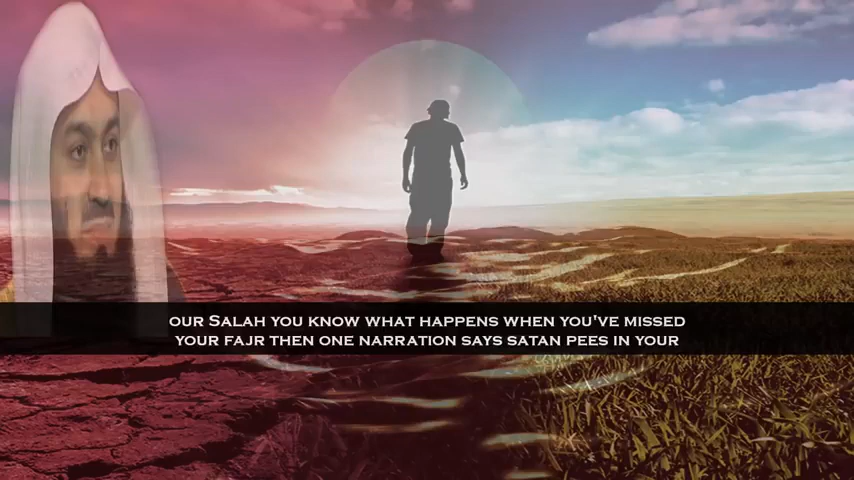 our Salah you know what happens when you've missed
your fajr then one narration says satan pees in your